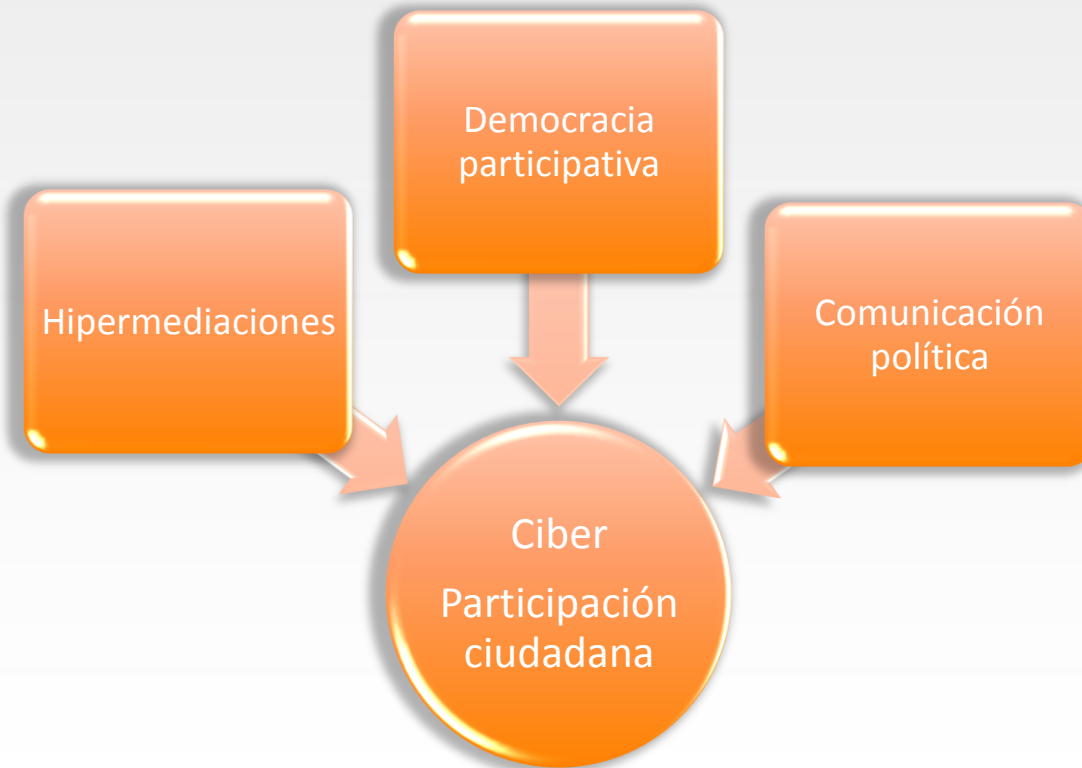 Democracia
participativa
Hipermediaciones
Comunicación
política
Ciber
Participación
ciudadana